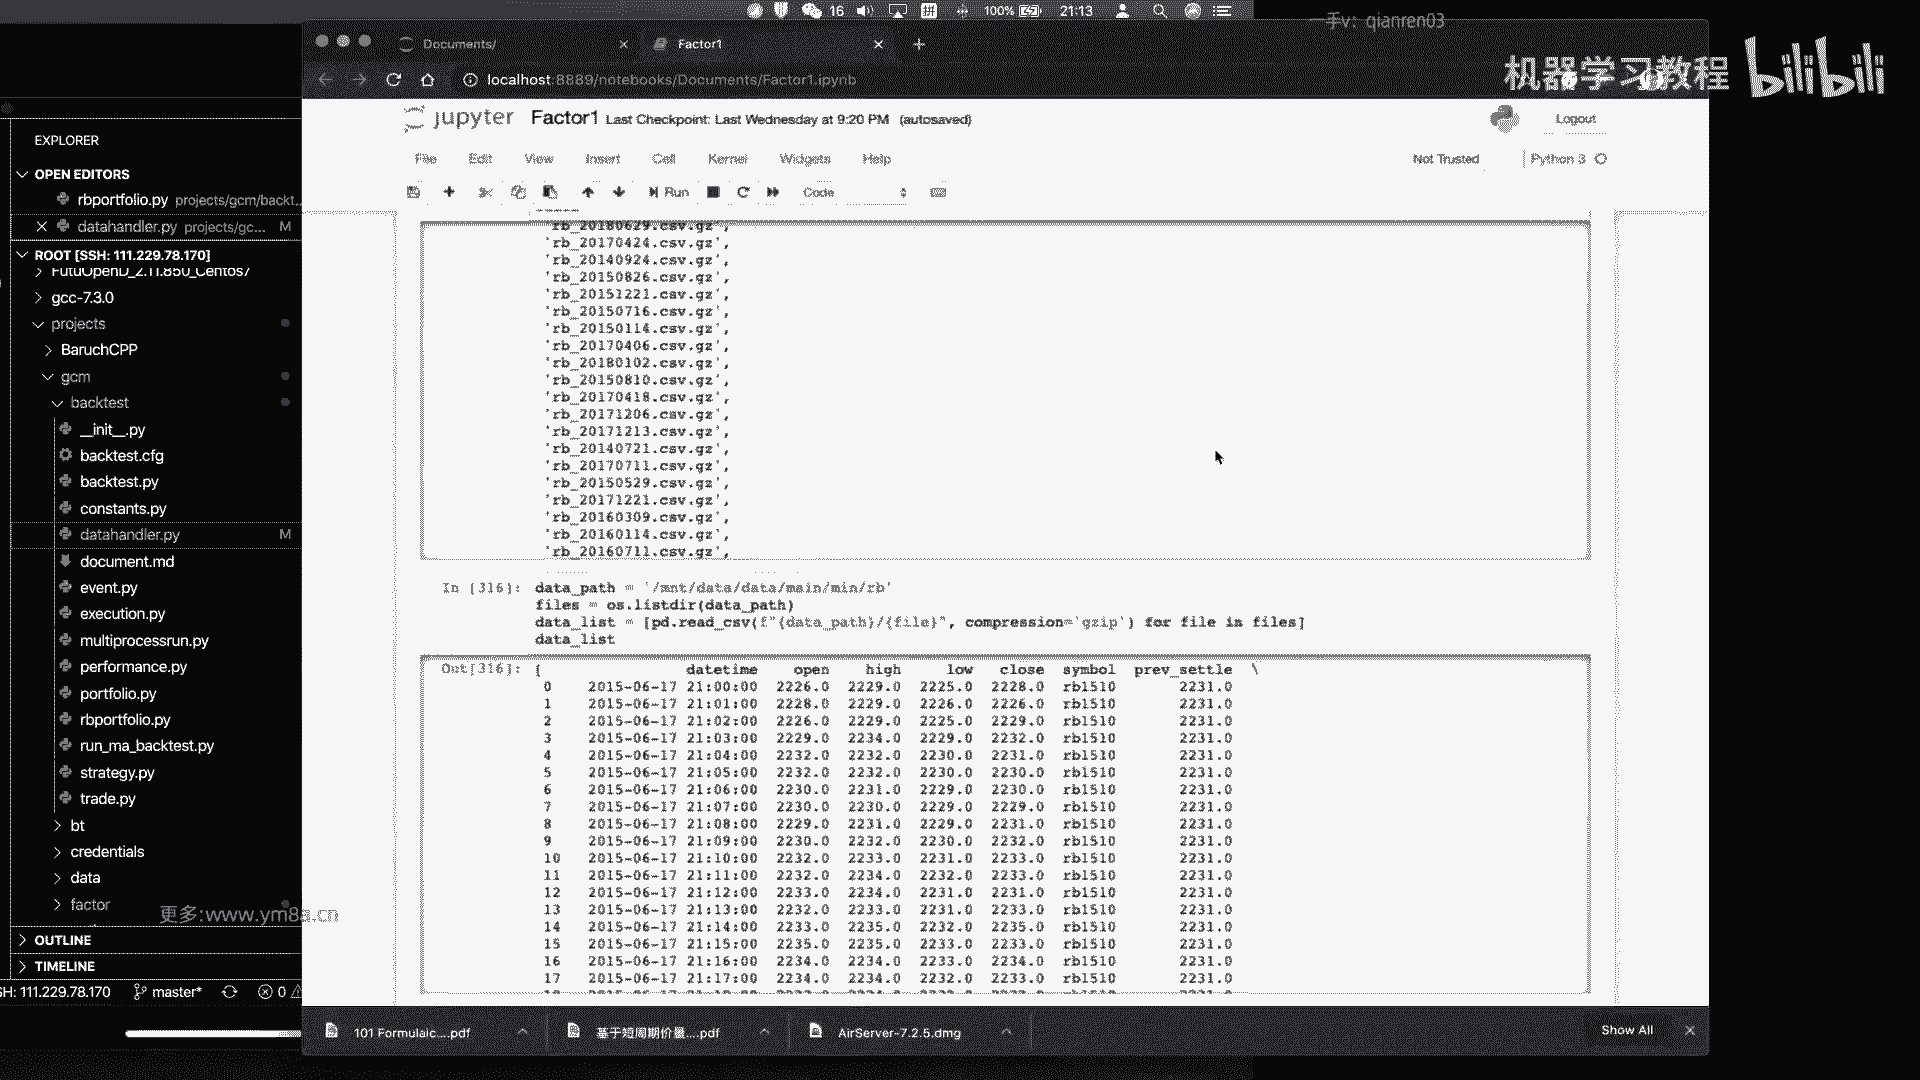 16 100% 21:13
一手v: qianren03
机器学习教程 bilibili
Documents/
Factor1
localhost:8889/notebooks/Documents/Factor1.ipynb
jupyter Factor1 Last Checkpoint: Last Wednesday at 9:20 PM (autosaved)
Logout
File Edit View Insert Cell Kernel Widgets Help
Not Trusted
Python 3
Run
Code
EXPLORER
OPEN EDITORS
rbportfolio.py projects/gcm/backt...
datahandler.py projects/gc... M
ROOT [SSH: 111.229.78.170]
FutuOpenD_2.11.850_Centos7
gcc-7.3.0
projects
BaruchCPP
gcm
backtest
__init__.py
backtest.cfg
backtest.py
constants.py
datahandler.py M
document.md
event.py
execution.py
multiprocessrun.py
performance.py
portfolio.py
rbportfolio.py
run_ma_backtest.py
strategy.py
trade.py
bt
credentials
data
factor
更多:www.ym8a.cn
OUTLINE
TIMELINE
SH: 111.229.78.170 master* 0
'rb_20180629.csv.gz',
'rb_20170424.csv.gz',
'rb_20140924.csv.gz',
'rb_20150826.csv.gz',
'rb_20151221.csv.gz',
'rb_20150716.csv.gz',
'rb_20150114.csv.gz',
'rb_20170406.csv.gz',
'rb_20180102.csv.gz',
'rb_20150810.csv.gz',
'rb_20170418.csv.gz',
'rb_20171206.csv.gz',
'rb_20171213.csv.gz',
'rb_20140721.csv.gz',
'rb_20170711.csv.gz',
'rb_20150529.csv.gz',
'rb_20171221.csv.gz',
'rb_20160309.csv.gz',
'rb_20160114.csv.gz',
'rb_20160711.csv.gz',
In [316]: data_path = '/mnt/data/data/main/min/rb'
files = os.listdir(data_path)
data_list = [pd.read_csv(f"{data_path}/{file}", compression='gzip') for file in files]
data_list
Out[316]: [ datetime open high low close symbol prev_settle \
0 2015-06-17 21:00:00 2226.0 2229.0 2225.0 2228.0 rb1510 2231.0
1 2015-06-17 21:01:00 2228.0 2229.0 2226.0 2226.0 rb1510 2231.0
2 2015-06-17 21:02:00 2226.0 2229.0 2225.0 2229.0 rb1510 2231.0
3 2015-06-17 21:03:00 2229.0 2234.0 2229.0 2232.0 rb1510 2231.0
4 2015-06-17 21:04:00 2232.0 2232.0 2230.0 2231.0 rb1510 2231.0
5 2015-06-17 21:05:00 2232.0 2232.0 2230.0 2230.0 rb1510 2231.0
6 2015-06-17 21:06:00 2230.0 2231.0 2229.0 2230.0 rb1510 2231.0
7 2015-06-17 21:07:00 2230.0 2230.0 2229.0 2229.0 rb1510 2231.0
8 2015-06-17 21:08:00 2229.0 2231.0 2229.0 2231.0 rb1510 2231.0
9 2015-06-17 21:09:00 2230.0 2232.0 2230.0 2232.0 rb1510 2231.0
10 2015-06-17 21:10:00 2232.0 2233.0 2231.0 2233.0 rb1510 2231.0
11 2015-06-17 21:11:00 2232.0 2234.0 2232.0 2233.0 rb1510 2231.0
12 2015-06-17 21:12:00 2233.0 2234.0 2231.0 2231.0 rb1510 2231.0
13 2015-06-17 21:13:00 2232.0 2233.0 2231.0 2233.0 rb1510 2231.0
14 2015-06-17 21:14:00 2233.0 2235.0 2232.0 2235.0 rb1510 2231.0
15 2015-06-17 21:15:00 2235.0 2235.0 2233.0 2233.0 rb1510 2231.0
16 2015-06-17 21:16:00 2234.0 2234.0 2233.0 2234.0 rb1510 2231.0
17 2015-06-17 21:17:00 2234.0 2234.0 2232.0 2233.0 rb1510 2231.0
101 Formulaic....pdf
基于短周期价量....pdf
AirServer-7.2.5.dmg
Show All